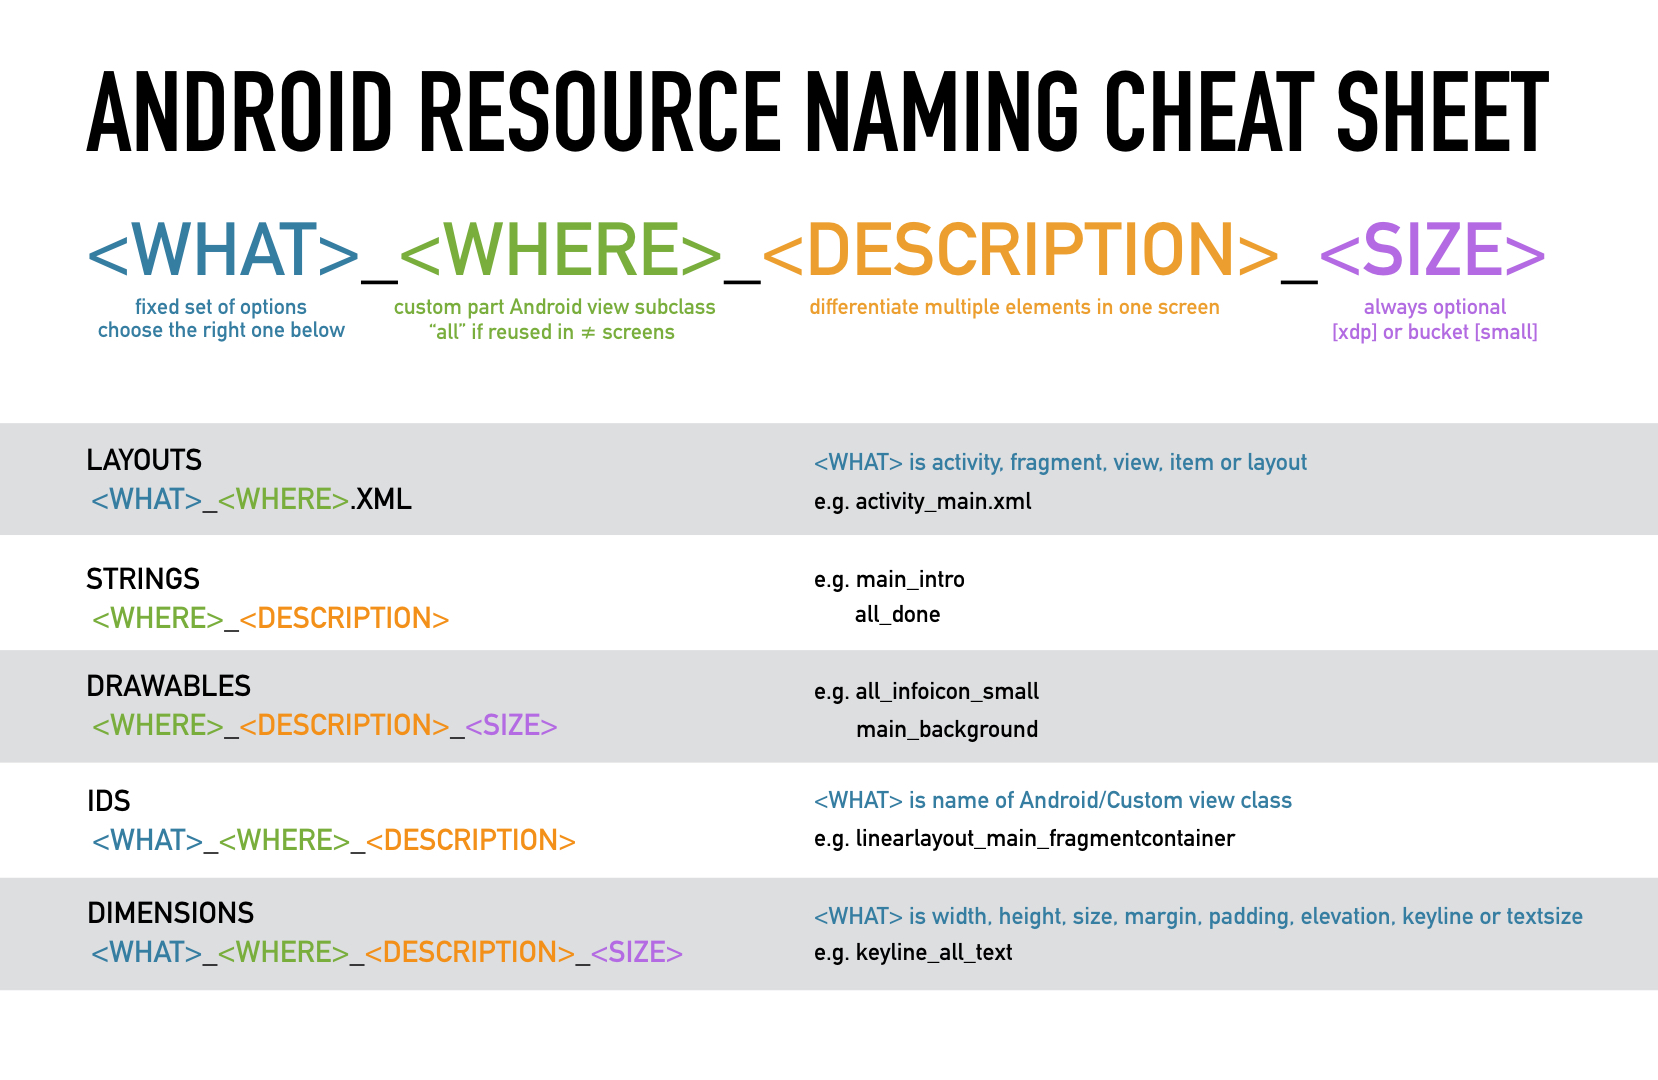 ANDROID RESOURCE NAMING CHEAT SHEET
<WHAT>_<WHERE>_<DESCRIPTION>_<SIZE>
fixed set of options
choose the right one below
custom part Android view subclass
“all” if reused in ≠ screens
differentiate multiple elements in one screen
always optional
[xdp] or bucket [small]
LAYOUTS
<WHAT>_<WHERE>.XML
<WHAT> is activity, fragment, view, item or layout
e.g. activity_main.xml
STRINGS
<WHERE>_<DESCRIPTION>
e.g. main_intro
all_done
DRAWABLES
<WHERE>_<DESCRIPTION>_<SIZE>
e.g. all_infoicon_small
main_background
IDS
<WHAT>_<WHERE>_<DESCRIPTION>
<WHAT> is name of Android/Custom view class
e.g. linearlayout_main_fragmentcontainer
DIMENSIONS
<WHAT>_<WHERE>_<DESCRIPTION>_<SIZE>
<WHAT> is width, height, size, margin, padding, elevation, keyline or textsize
e.g. keyline_all_text